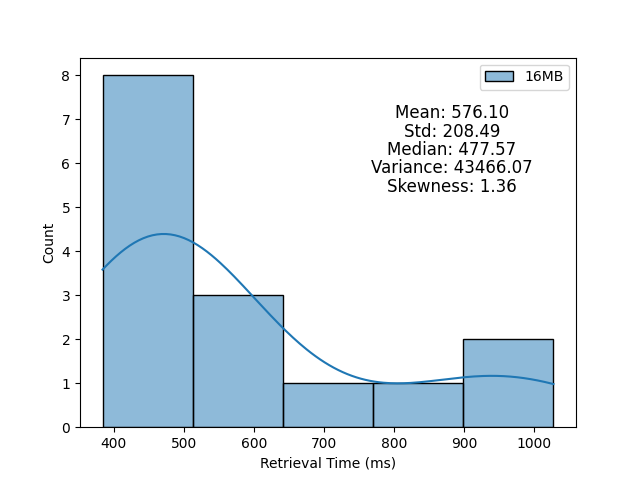 16MB
Mean: 576.10
Std: 208.49
Median: 477.57
Variance: 43466.07
Skewness: 1.36
8
7
6
5
4
3
2
1
0
Count
400 500 600 700 800 900 1000
Retrieval Time (ms)